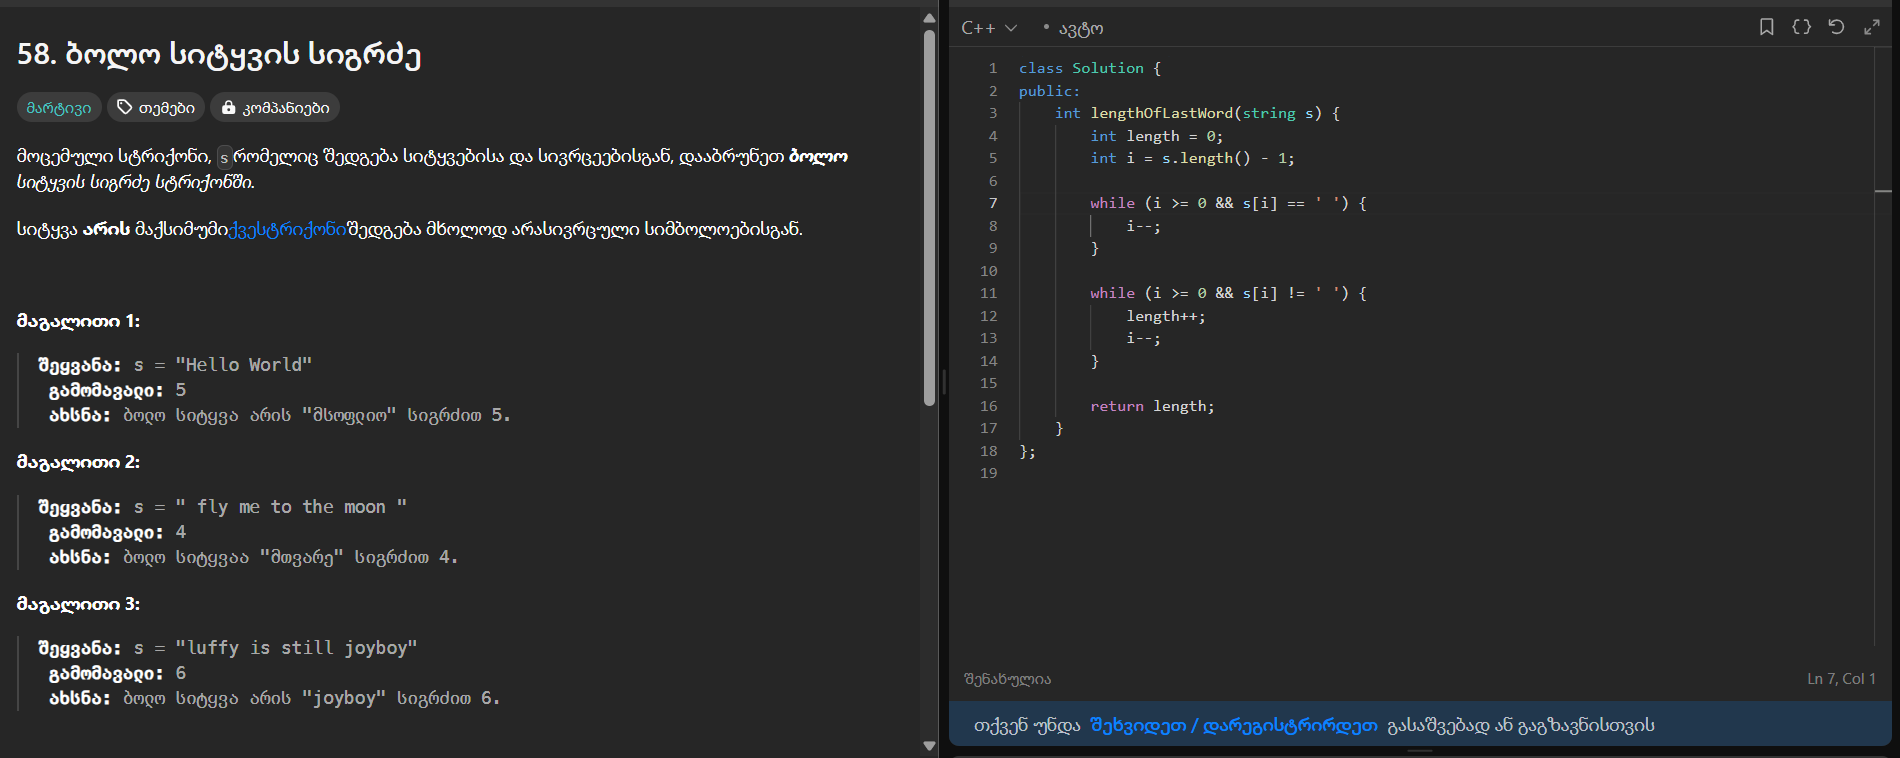 58. ბოლო სიტყვის სიგრძე
მარტივი თემები კომპანიები
მოცემული სტრიქონი, s რომელიც შედგება სიტყვებისა და სივრცეებისგან, დააბრუნეთ ბოლო
სიტყვის სიგრძე სტრიქონში.
სიტყვა არის მაქსიმუმიქვესტრიქონიშედგება მხოლოდ არასივრცული სიმბოლოებისგან.
მაგალითი 1:
შეყვანა: s = "Hello World"
გამომავალი: 5
ახსნა: ბოლო სიტყვა არის "მსოფლიო" სიგრძით 5.
მაგალითი 2:
შეყვანა: s = " fly me to the moon "
გამომავალი: 4
ახსნა: ბოლო სიტყვაა "მთვარე" სიგრძით 4.
მაგალითი 3:
შეყვანა: s = "luffy is still joyboy"
გამომავალი: 6
ახსნა: ბოლო სიტყვა არის "joyboy" სიგრძით 6.
C++ • ავტო
1 class Solution {
2 public:
3 int lengthOfLastWord(string s) {
4 int length = 0;
5 int i = s.length() - 1;
6
7 while (i >= 0 && s[i] == ' ') {
8 i--;
9 }
10
11 while (i >= 0 && s[i] != ' ') {
12 length++;
13 i--;
14 }
15
16 return length;
17 }
18 };
19
შენახულია Ln 7, Col 1
თქვენ უნდა შეხვიდეთ / დარეგისტრირდეთ გასაშვებად ან გაგზავნისთვის